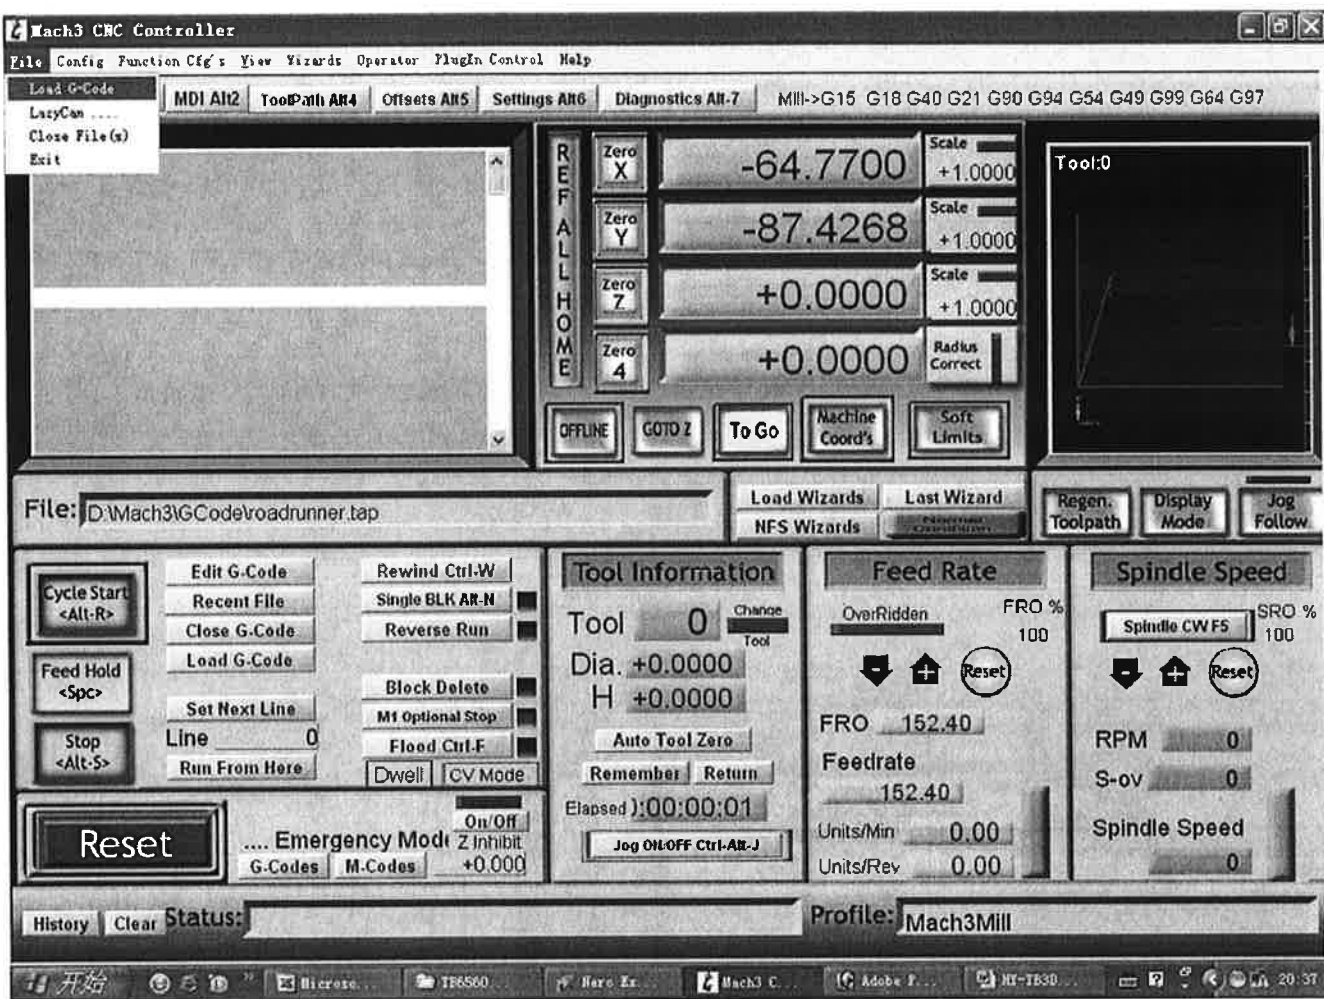 Mach3 CNC Controller
File Config Function Cfg's View Wizards Operator PlugIn Control Help
Load G-Code
LazyCam ....
Close File(s)
Exit
MDI Alt2 ToolPath Alt4 Offsets Alt5 Settings Alt6 Diagnostics Alt-7 Mill->G15 G18 G40 G21 G90 G94 G54 G49 G99 G64 G97
REF ALL HOME
Zero X -64.7700 Scale +1.0000
Zero Y -87.4268 Scale +1.0000
Zero Z +0.0000 Scale +1.0000
Zero 4 +0.0000 Radius Correct
OFFLINE GOTO Z To Go Machine Coord's Soft Limits
Tool:0
File: D:\Mach3\GCode\roadrunner.tap
Load Wizards Last Wizard
NFS Wizards Normal Condition
Regen. Toolpath Display Mode Jog Follow
Cycle Start <Alt-R>
Feed Hold <Spc>
Stop <Alt-S>
Edit G-Code
Recent File
Close G-Code
Load G-Code
Set Next Line
Line 0
Run From Here
Rewind Ctrl-W
Single BLK Alt-N
Reverse Run
Block Delete
M1 Optional Stop
Flood Ctrl-F
Dwell CV Mode
Reset
.... Emergency Mode
G-Codes M-Codes
On/Off
Z Inhibit
+0.000
Tool Information
Tool 0 Change Tool
Dia. +0.0000
H +0.0000
Auto Tool Zero
Remember Return
Elapsed ):00:00:01
Jog ON/OFF Ctrl-Alt-J
Feed Rate
OverRidden FRO % 100
- + Reset
FRO 152.40
Feedrate
152.40
Units/Min 0.00
Units/Rev 0.00
Spindle Speed
Spindle CW F5 SRO % 100
- + Reset
RPM 0
S-ov 0
Spindle Speed
0
History Clear Status:
Profile: Mach3Mill
开始 » Microso... TB6560 Nero Ex... Mach3 C... Adobe P... MY-TB3D... 20:37